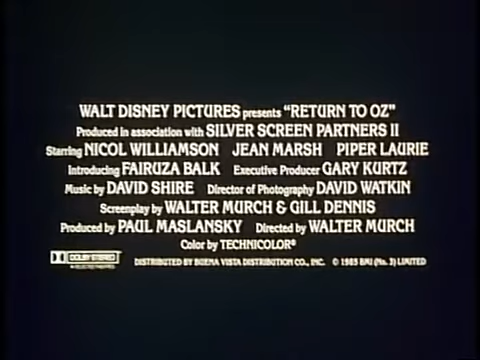 WALT DISNEY PICTURES presents "RETURN TO OZ"
Produced in association with SILVER SCREEN PARTNERS II
Starring NICOL WILLIAMSON JEAN MARSH PIPER LAURIE
Introducing FAIRUZA BALK Executive Producer GARY KURTZ
Music by DAVID SHIRE Director of Photography DAVID WATKIN
Screenplay by WALTER MURCH & GILL DENNIS
Produced by PAUL MASLANSKY Directed by WALTER MURCH
Color by TECHNICOLOR®
DOLBY STEREO
DISTRIBUTED BY BUENA VISTA DISTRIBUTION CO., INC. © 1985 BMI (No. 3) LIMITED